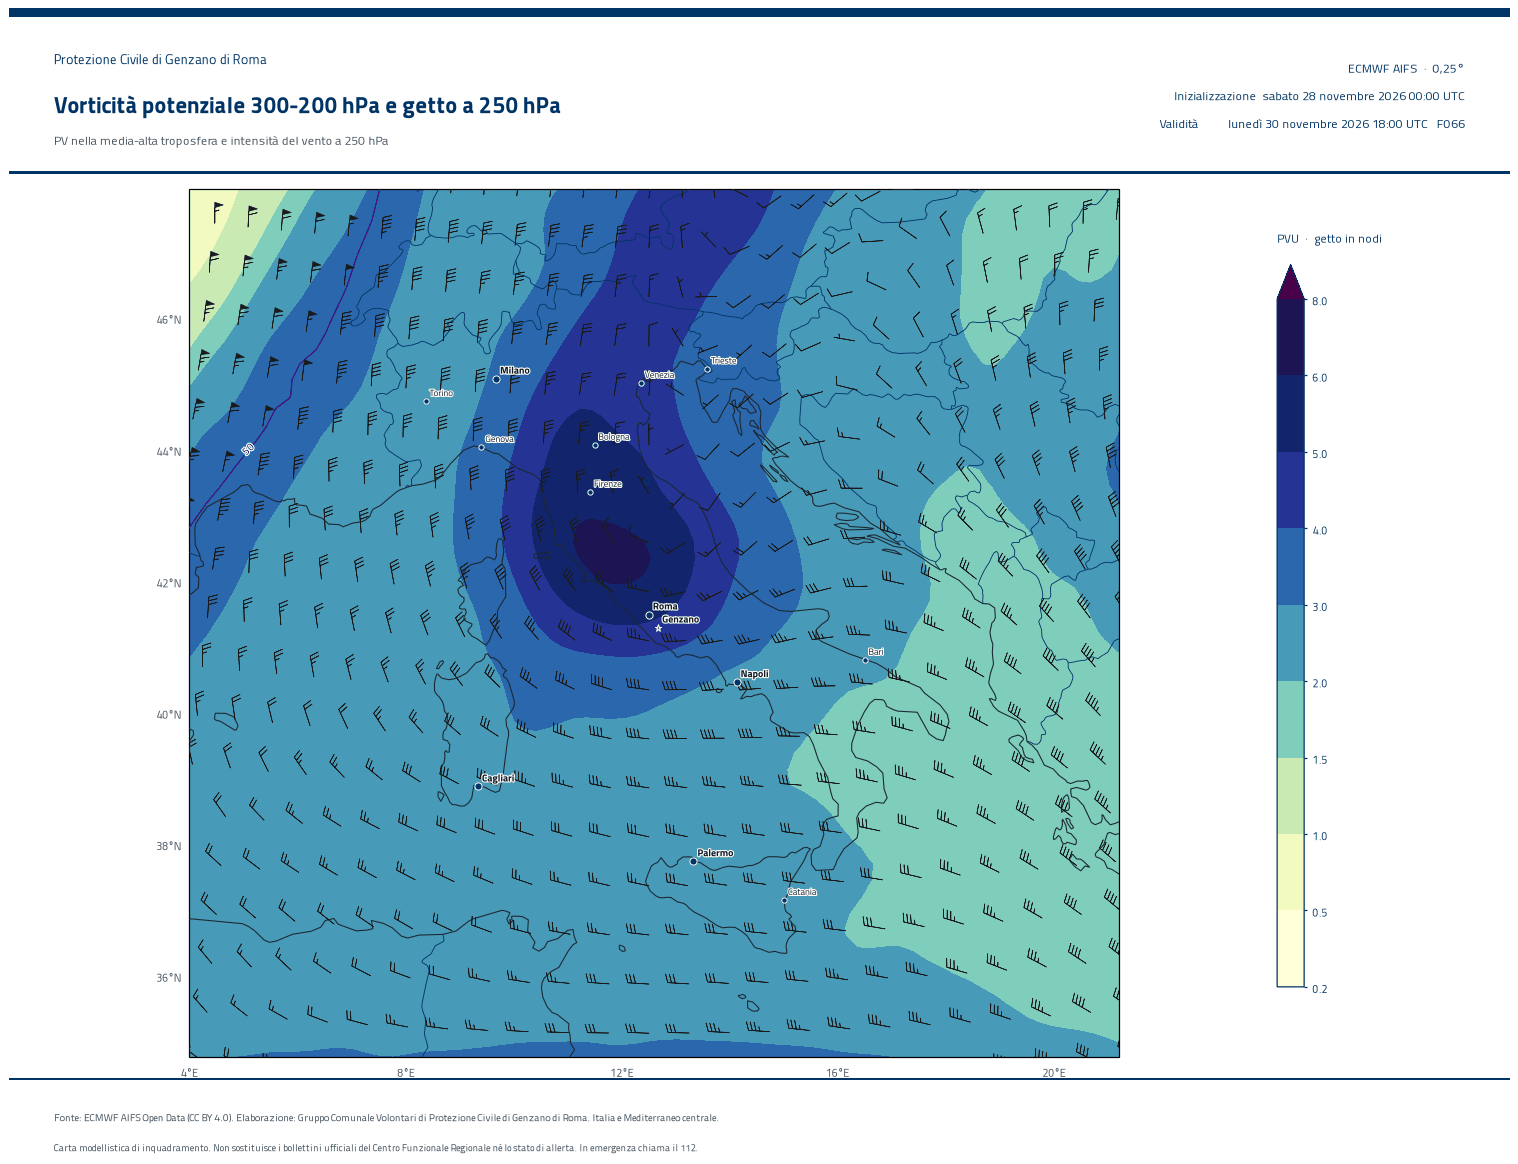 Protezione Civile di Genzano di Roma
Vorticità potenziale 300-200 hPa e getto a 250 hPa
PV nella media-alta troposfera e intensità del vento a 250 hPa
ECMWF AIFS · 0,25°
Inizializzazione sabato 28 novembre 2026 00:00 UTC
Validità lunedì 30 novembre 2026 18:00 UTC F066
PVU · getto in nodi
8.0
6.0
5.0
4.0
3.0
2.0
1.5
1.0
0.5
0.2
46°N
44°N
42°N
40°N
38°N
36°N
4°E
8°E
12°E
16°E
20°E
50
Milano
Torino
Venezia
Trieste
Genova
Bologna
Firenze
Roma
Genzano
Napoli
Bari
Cagliari
Palermo
Catania
Fonte: ECMWF AIFS Open Data (CC BY 4.0). Elaborazione: Gruppo Comunale Volontari di Protezione Civile di Genzano di Roma. Italia e Mediterraneo centrale.
Carta modellistica di inquadramento. Non sostituisce i bollettini ufficiali del Centro Funzionale Regionale né lo stato di allerta. In emergenza chiama il 112.